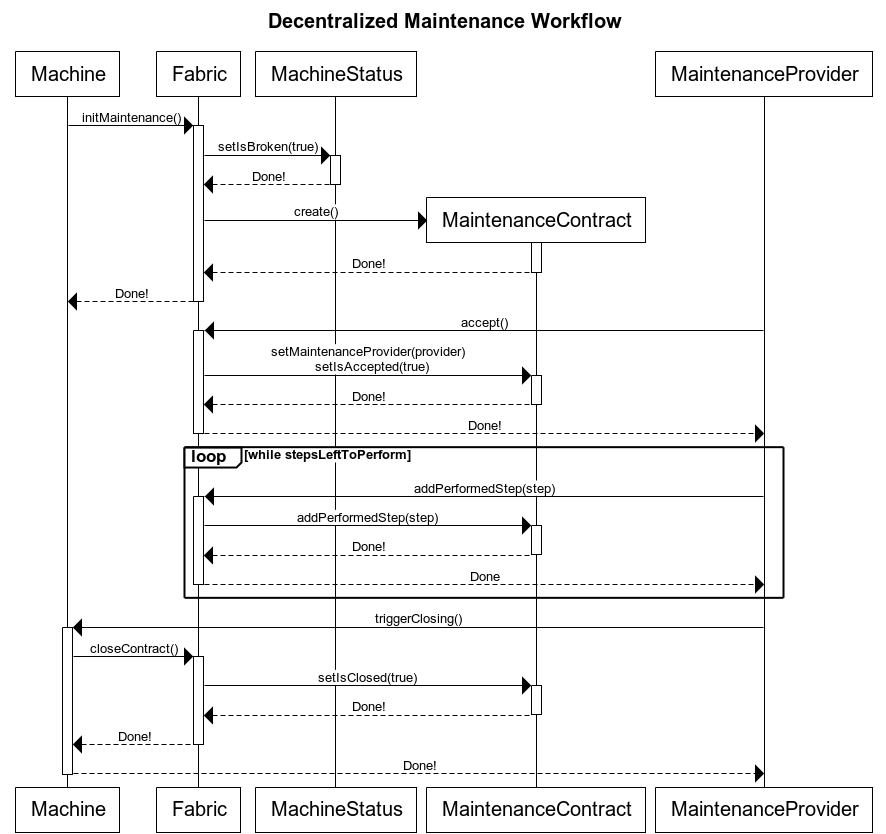 Decentralized Maintenance Workflow
Machine
Fabric
MachineStatus
MaintenanceProvider
initMaintenance()
setIsBroken(true)
Done!
create()
MaintenanceContract
Done!
Done!
accept()
setMaintenanceProvider(provider)
setIsAccepted(true)
Done!
Done!
loop [while stepsLeftToPerform]
addPerformedStep(step)
addPerformedStep(step)
Done!
Done
triggerClosing()
closeContract()
setIsClosed(true)
Done!
Done!
Done!
Machine
Fabric
MachineStatus
MaintenanceContract
MaintenanceProvider